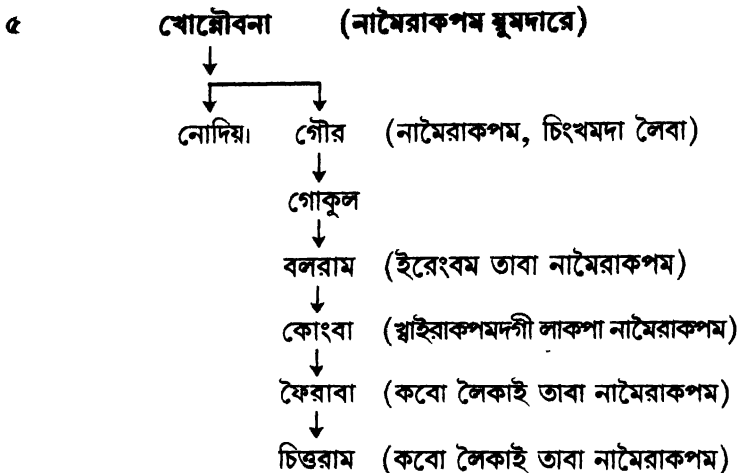 ৫ খোন্নৌবনা (নামৈরাকপম য়ুমদারে)
নোদিয়া গৌর (নামৈরাকপম, চিংখমদা লৈবা)
গোকুল
বলরাম (ইরেংবম তাবা নামৈরাকপম)
কোংবা (খ্বাইরাকপমদগী লাকপা নামৈরাকপম)
ফৈরাবা (কবো লৈকাই তাবা নামৈরাকপম)
চিত্তরাম (কবো লৈকাই তাবা নামৈরাকপম)